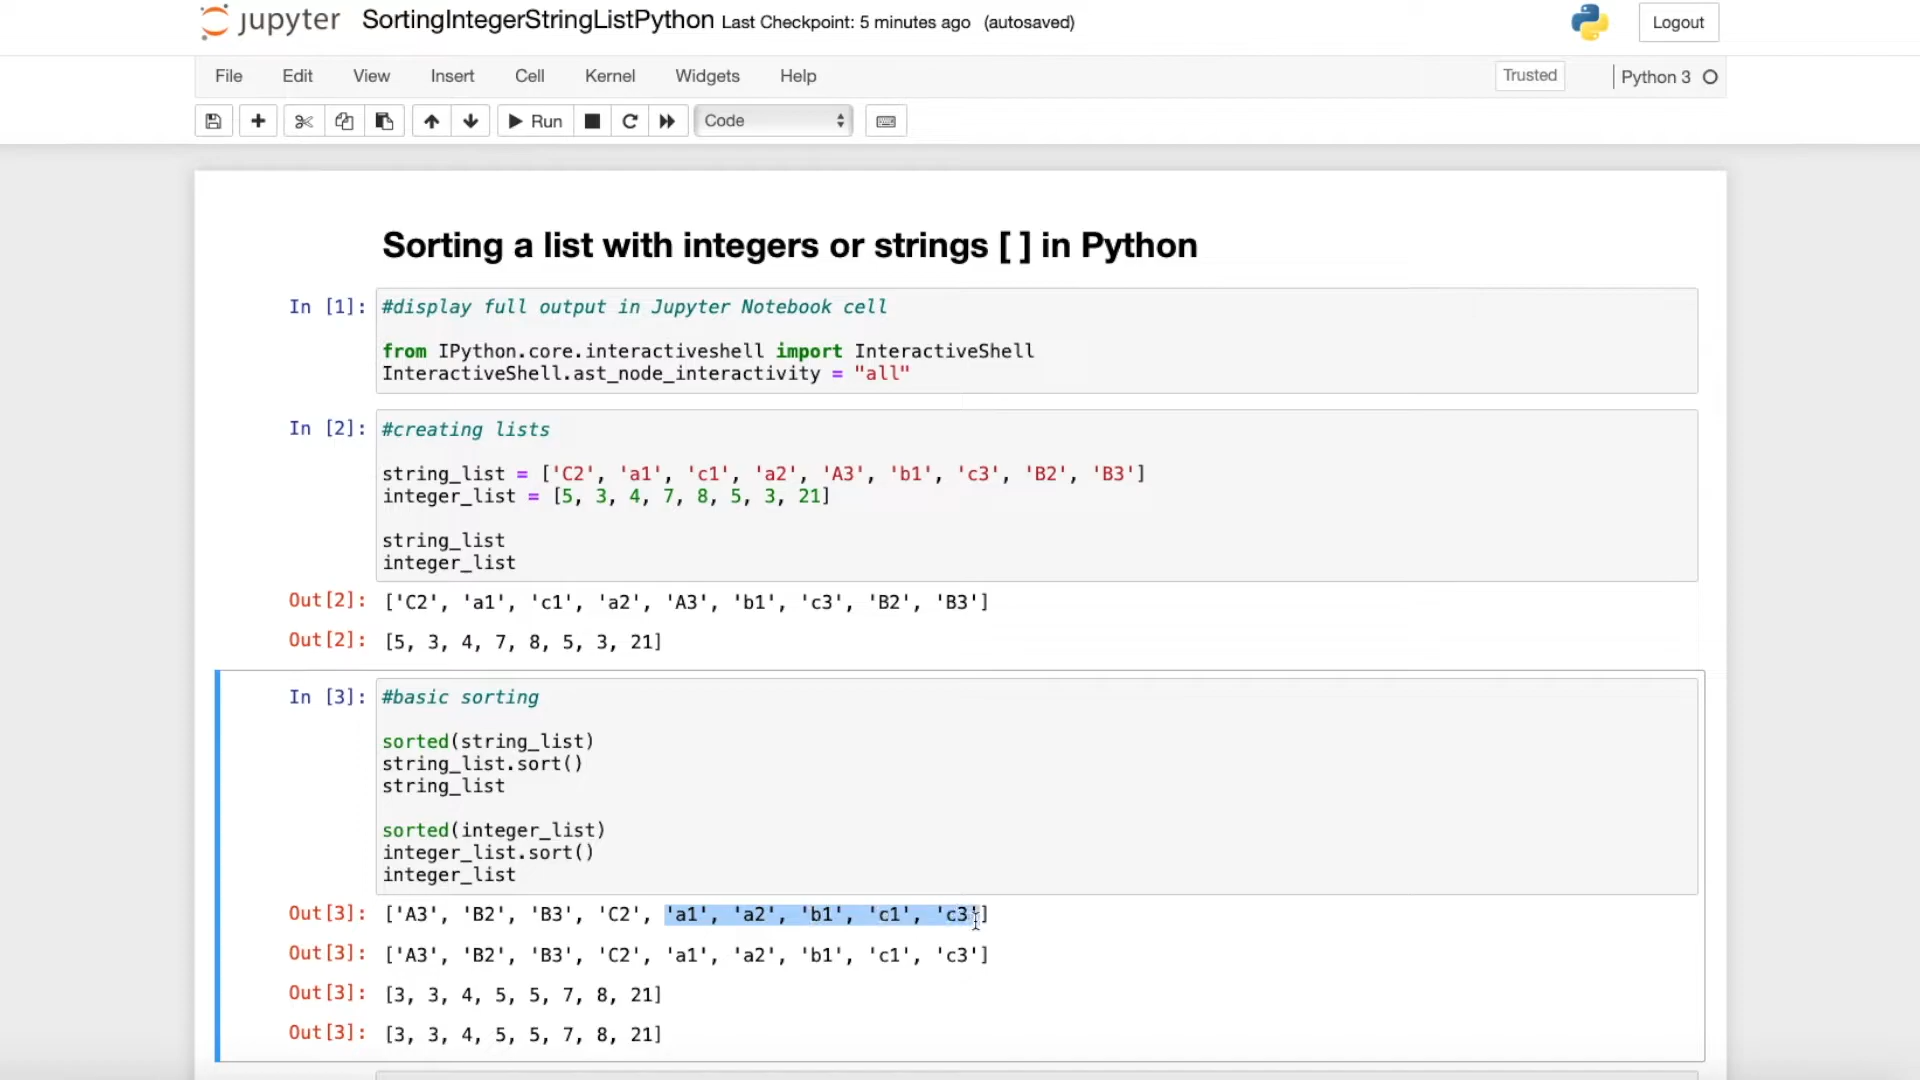 jupyter SortingIntegerStringListPython Last Checkpoint: 5 minutes ago (autosaved) Logout
File Edit View Insert Cell Kernel Widgets Help Trusted Python 3
Run Code
Sorting a list with integers or strings [ ] in Python
In [1]: #display full output in Jupyter Notebook cell
from IPython.core.interactiveshell import InteractiveShell
InteractiveShell.ast_node_interactivity = "all"
In [2]: #creating lists
string_list = ['C2', 'a1', 'c1', 'a2', 'A3', 'b1', 'c3', 'B2', 'B3']
integer_list = [5, 3, 4, 7, 8, 5, 3, 21]
string_list
integer_list
Out[2]: ['C2', 'a1', 'c1', 'a2', 'A3', 'b1', 'c3', 'B2', 'B3']
Out[2]: [5, 3, 4, 7, 8, 5, 3, 21]
In [3]: #basic sorting
sorted(string_list)
string_list.sort()
string_list
sorted(integer_list)
integer_list.sort()
integer_list
Out[3]: ['A3', 'B2', 'B3', 'C2', 'a1', 'a2', 'b1', 'c1', 'c3']
Out[3]: ['A3', 'B2', 'B3', 'C2', 'a1', 'a2', 'b1', 'c1', 'c3']
Out[3]: [3, 3, 4, 5, 5, 7, 8, 21]
Out[3]: [3, 3, 4, 5, 5, 7, 8, 21]